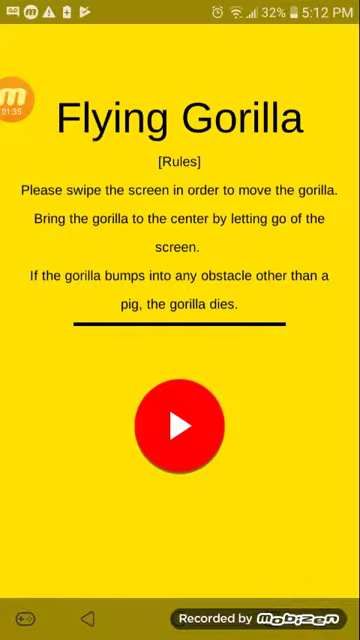 32% 5:12 PM
01:35
Flying Gorilla
[Rules]
Please swipe the screen in order to move the gorilla.
Bring the gorilla to the center by letting go of the
screen.
If the gorilla bumps into any obstacle other than a
pig, the gorilla dies.
Recorded by Mobizen